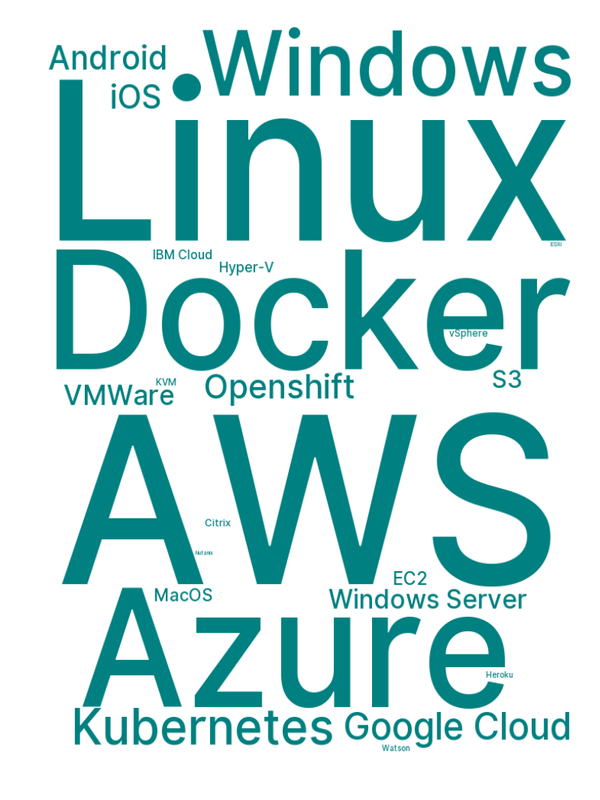 Android
Windows
iOS
Linux
ESXI
IBM Cloud
Hyper-V
Docker
vSphere
KVM
VMWare
Openshift
S3
AWS
Citrix
Nutanix
EC2
MacOS
Windows Server
Azure
Heroku
Kubernetes
Google Cloud
Watson